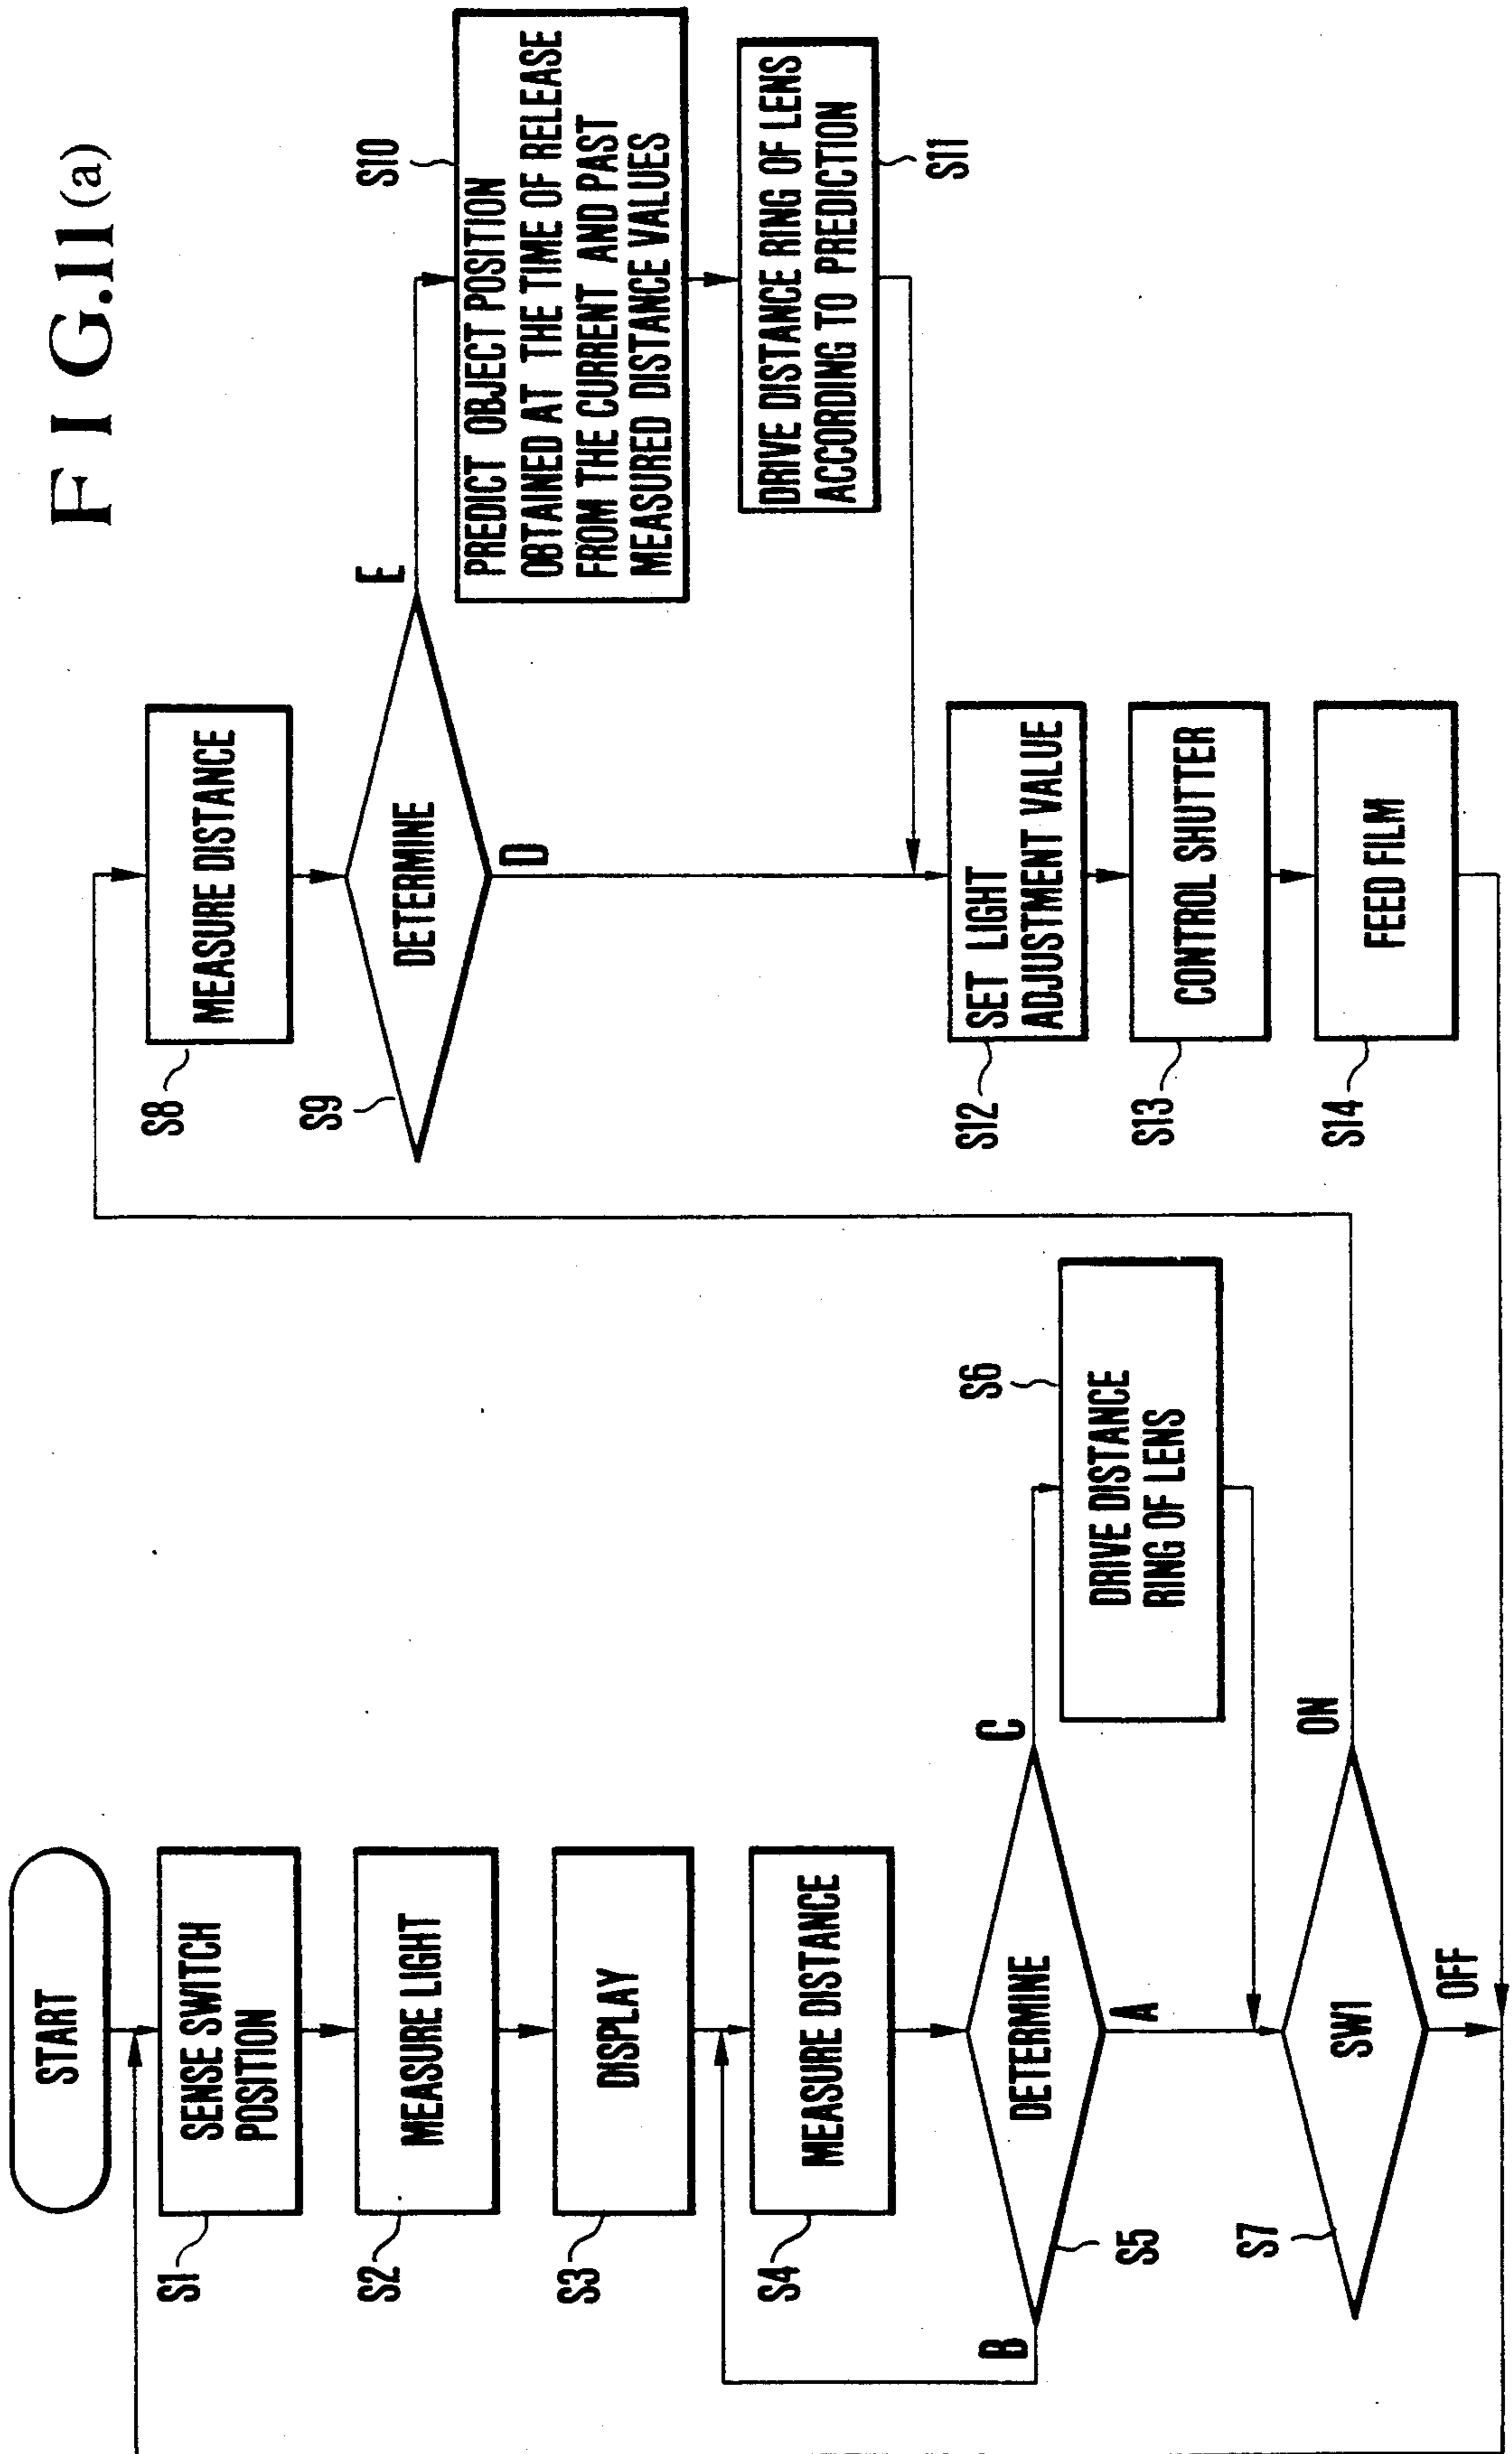 F I G.11(a)
START
SENSE SWITCH
POSITION
S1
MEASURE LIGHT
S2
DISPLAY
S3
MEASURE DISTANCE
S4
DETERMINE
S5
A
B
C
DRIVE DISTANCE
RING OF LENS
S6
SW1
S7
ON
OFF
MEASURE DISTANCE
S8
DETERMINE
S9
D
E
PREDICT OBJECT POSITION
OBTAINED AT THE TIME OF RELEASE
FROM THE CURRENT AND PAST
MEASURED DISTANCE VALUES
S10
DRIVE DISTANCE RING OF LENS
ACCORDING TO PREDICTION
S11
SET LIGHT
ADJUSTMENT VALUE
S12
CONTROL SHUTTER
S13
FEED FILM
S14